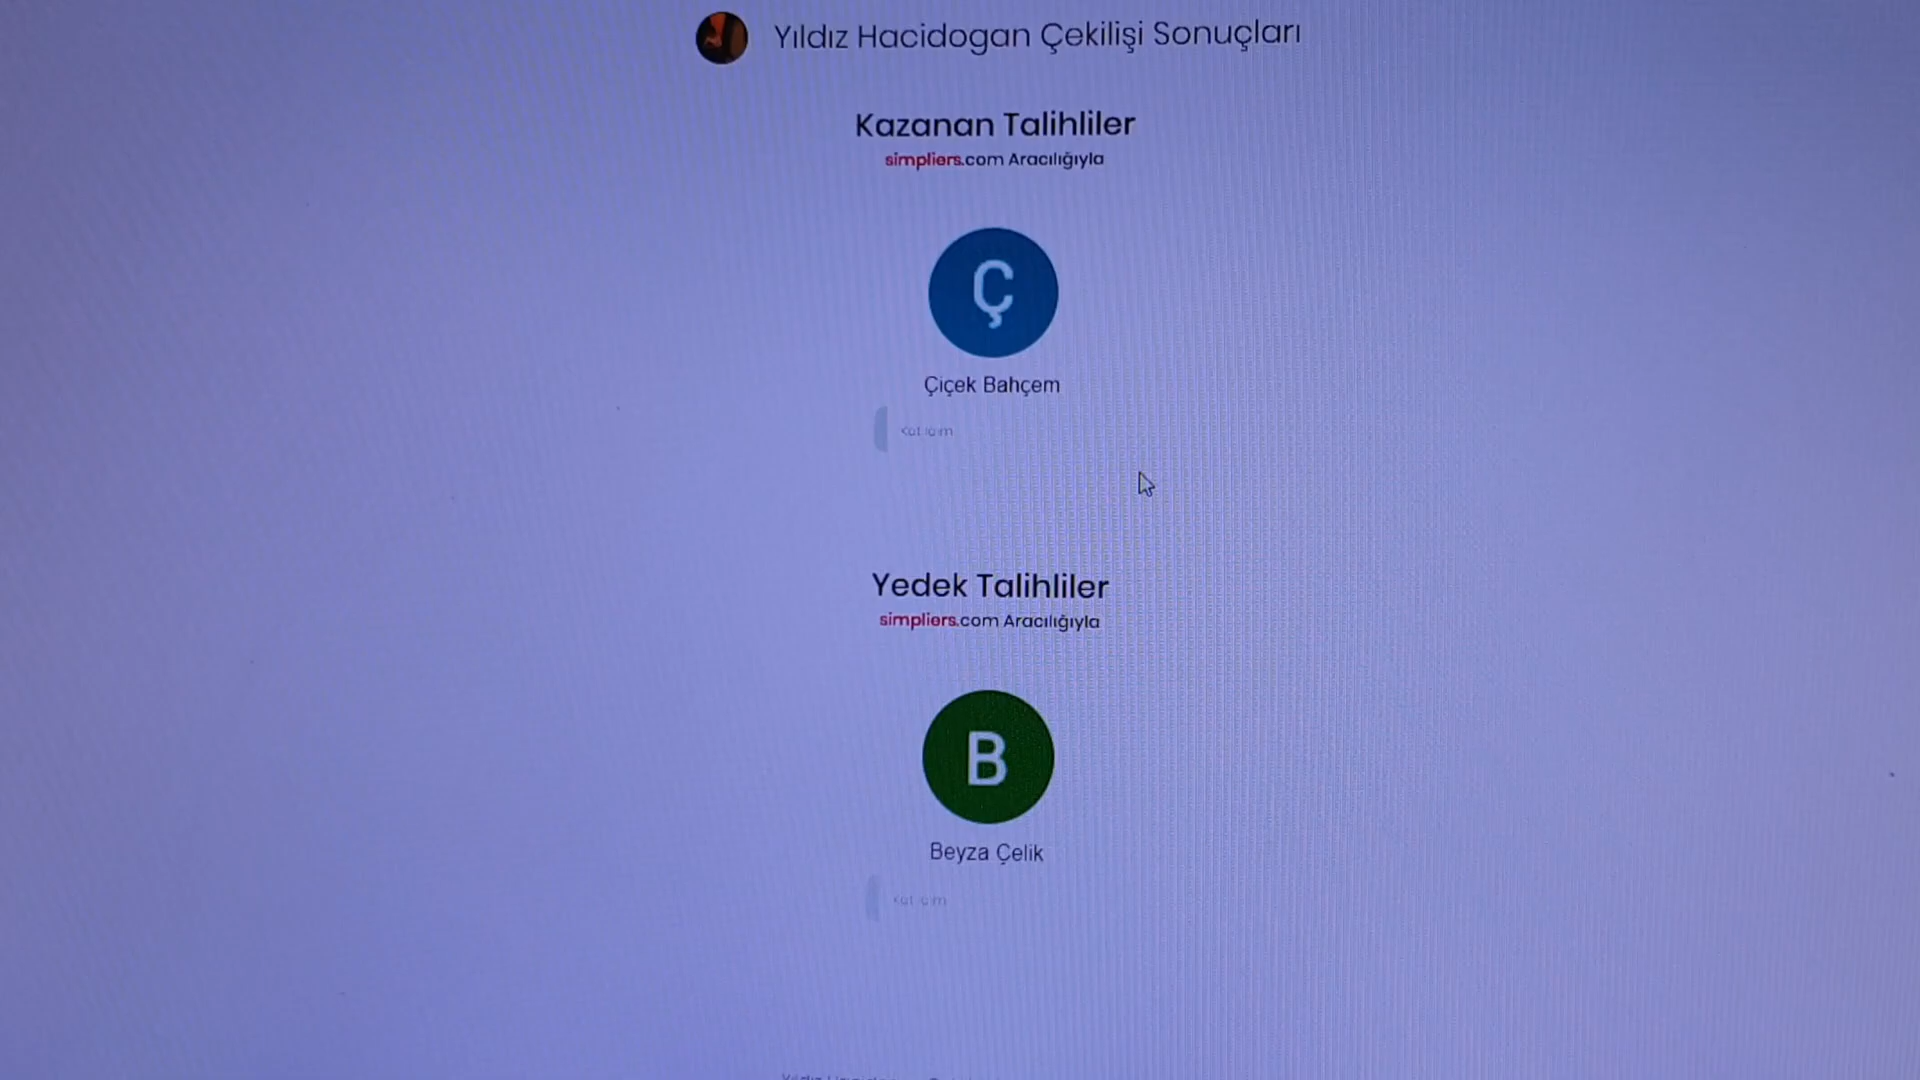 Yıldız Hacidogan Çekilişi Sonuçları
Kazanan Talihliler
simpliers.com Aracılığıyla
Ç
Çiçek Bahçem
Yedek Talihliler
simpliers.com Aracılığıyla
B
Beyza Çelik